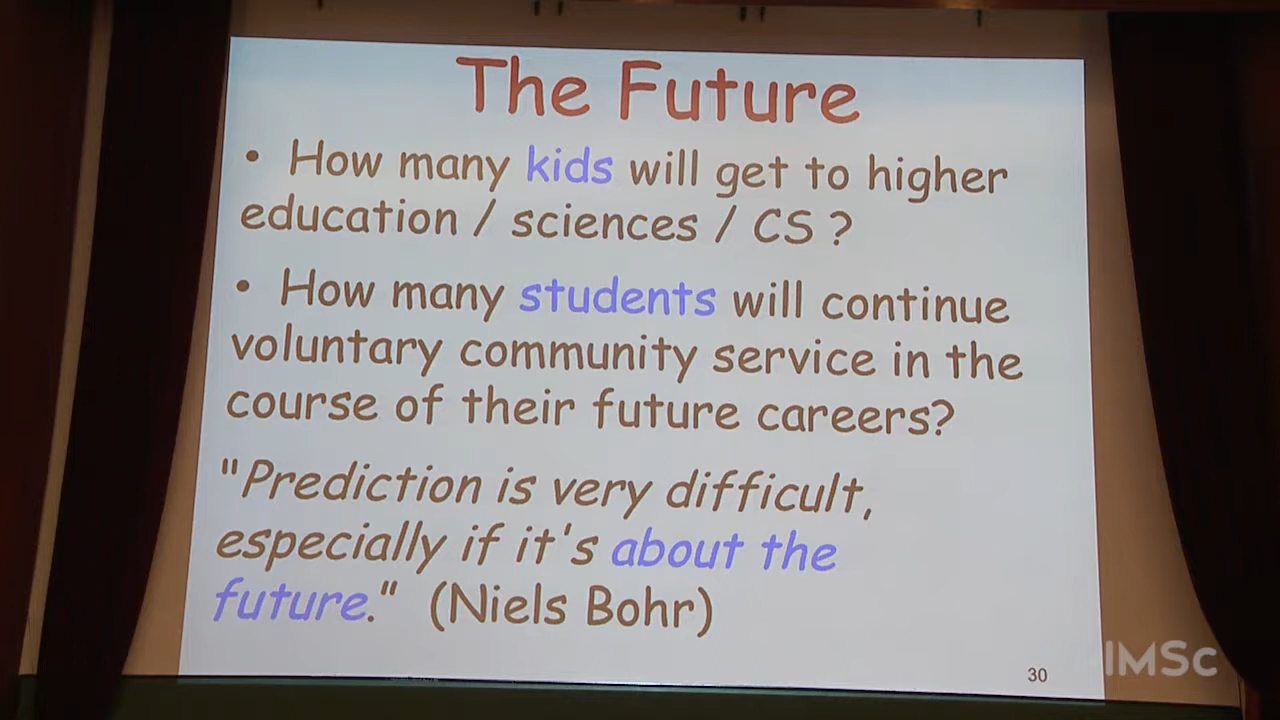 The Future
• How many kids will get to higher
education / sciences / CS ?
• How many students will continue
voluntary community service in the
course of their future careers?
"Prediction is very difficult,
especially if it's about the
future." (Niels Bohr)
30
IMSc